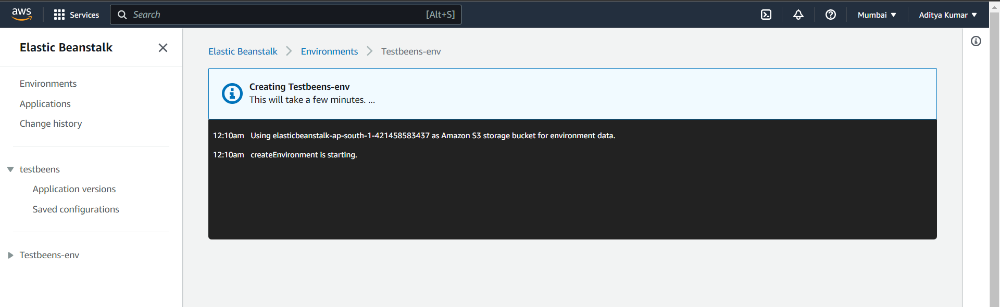 aws Services Search [Alt+S] Mumbai Aditya Kumar
Elastic Beanstalk
Environments
Applications
Change history
testbeens
Application versions
Saved configurations
Testbeens-env
Elastic Beanstalk Environments Testbeens-env
Creating Testbeens-env
This will take a few minutes. ...
12:10am Using elasticbeanstalk-ap-south-1-421458583437 as Amazon S3 storage bucket for environment data.
12:10am createEnvironment is starting.